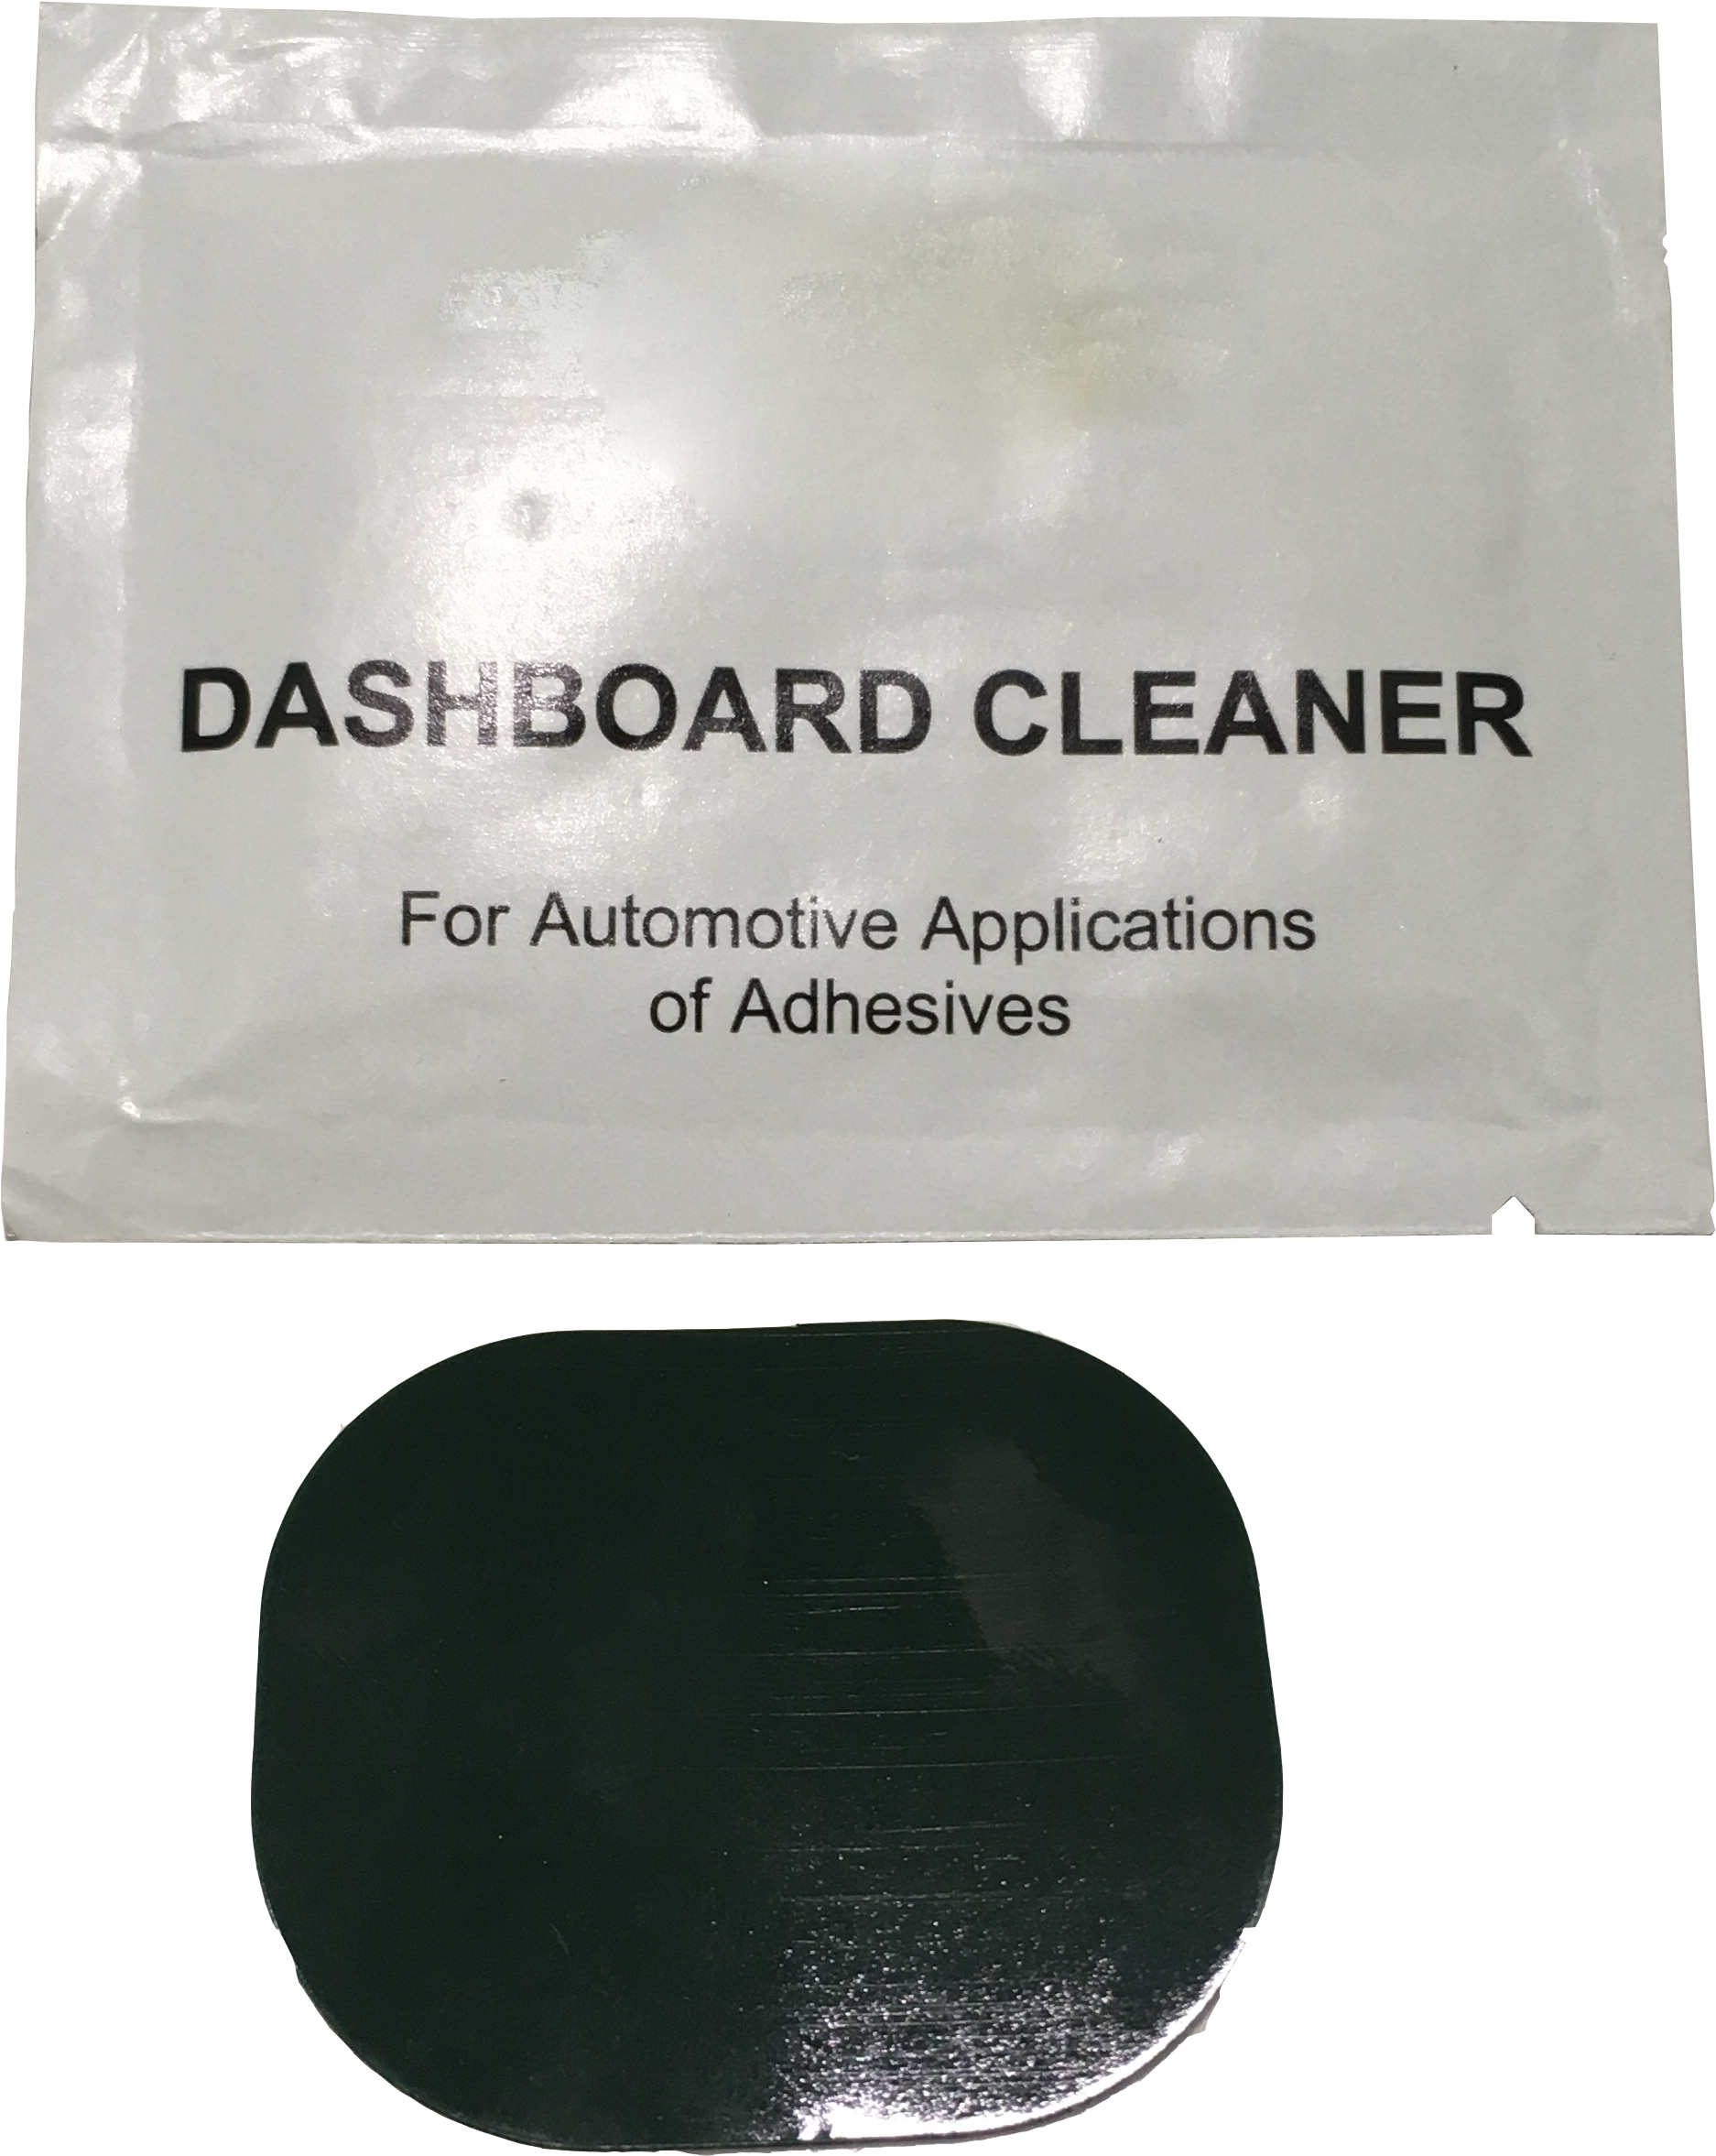 DASHBOARD CLEANER
For Automotive Applications
of Adhesives